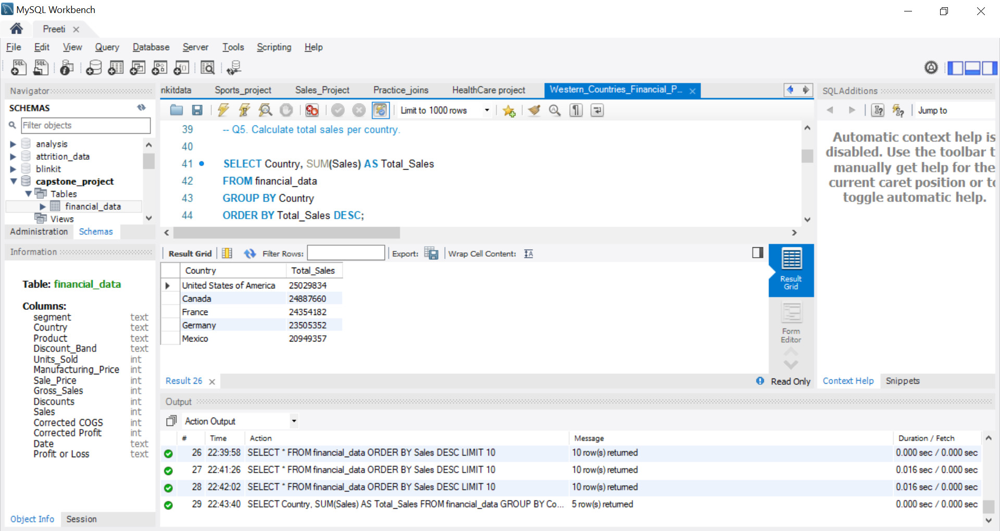 MySQL Workbench
Preeti
File Edit View Query Database Server Tools Scripting Help
Navigator
SCHEMAS
Filter objects
analysis
attrition_data
blinkit
capstone_project
Tables
financial_data
Views
Administration Schemas
Information
Table: financial_data
Columns:
segment text
Country text
Product text
Discount_Band text
Units_Sold int
Manufacturing_Price int
Sale_Price int
Gross_Sales int
Discounts int
Sales int
Corrected COGS int
Corrected Profit int
Date text
Profit or Loss text
Object Info Session
nkitdata Sports_project Sales_Project Practice_joins HealthCare project Western_Countries_Financial_P...
Limit to 1000 rows
39 -- Q5. Calculate total sales per country.
40
41 SELECT Country, SUM(Sales) AS Total_Sales
42 FROM financial_data
43 GROUP BY Country
44 ORDER BY Total_Sales DESC;
Result Grid Filter Rows: Export: Wrap Cell Content:
Country Total_Sales
United States of America 25029834
Canada 24887660
France 24354182
Germany 23505352
Mexico 20949357
Result Grid
Form Editor
Result 26 Read Only
SQLAdditions
Jump to
Automatic context help is
disabled. Use the toolbar t
manually get help for the
current caret position or to
toggle automatic help.
Context Help Snippets
Output
Action Output
# Time Action Message Duration / Fetch
26 22:39:58 SELECT * FROM financial_data ORDER BY Sales DESC LIMIT 10 10 row(s) returned 0.000 sec / 0.000 sec
27 22:41:26 SELECT * FROM financial_data ORDER BY Sales DESC LIMIT 10 10 row(s) returned 0.016 sec / 0.000 sec
28 22:42:02 SELECT * FROM financial_data ORDER BY Sales DESC LIMIT 10 10 row(s) returned 0.016 sec / 0.000 sec
29 22:43:40 SELECT Country, SUM(Sales) AS Total_Sales FROM financial_data GROUP BY Co... 5 row(s) returned 0.000 sec / 0.000 sec